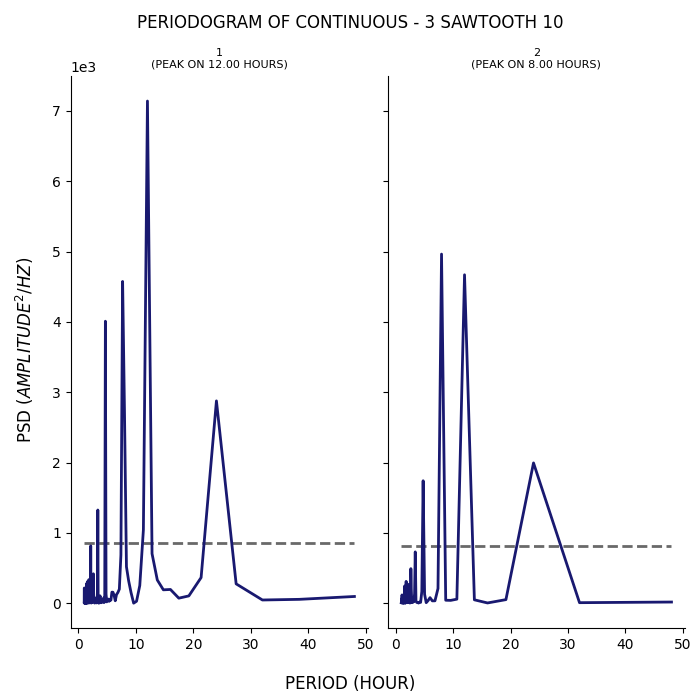 PERIODOGRAM OF CONTINUOUS - 3 SAWTOOTH 10
1
(PEAK ON 12.00 HOURS)
2
(PEAK ON 8.00 HOURS)
1e3
7
6
5
4
3
2
1
0
PSD (AMPLITUDE²/HZ)
0 10 20 30 40 50
0 10 20 30 40 50
PERIOD (HOUR)